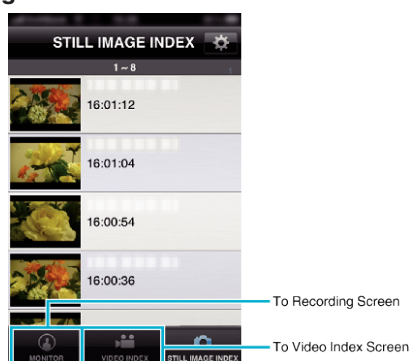 STILL IMAGE INDEX
1 ~ 8
16:01:12
16:01:04
16:00:54
16:00:36
To Recording Screen
MONITOR
VIDEO INDEX
STILL IMAGE INDEX
To Video Index Screen